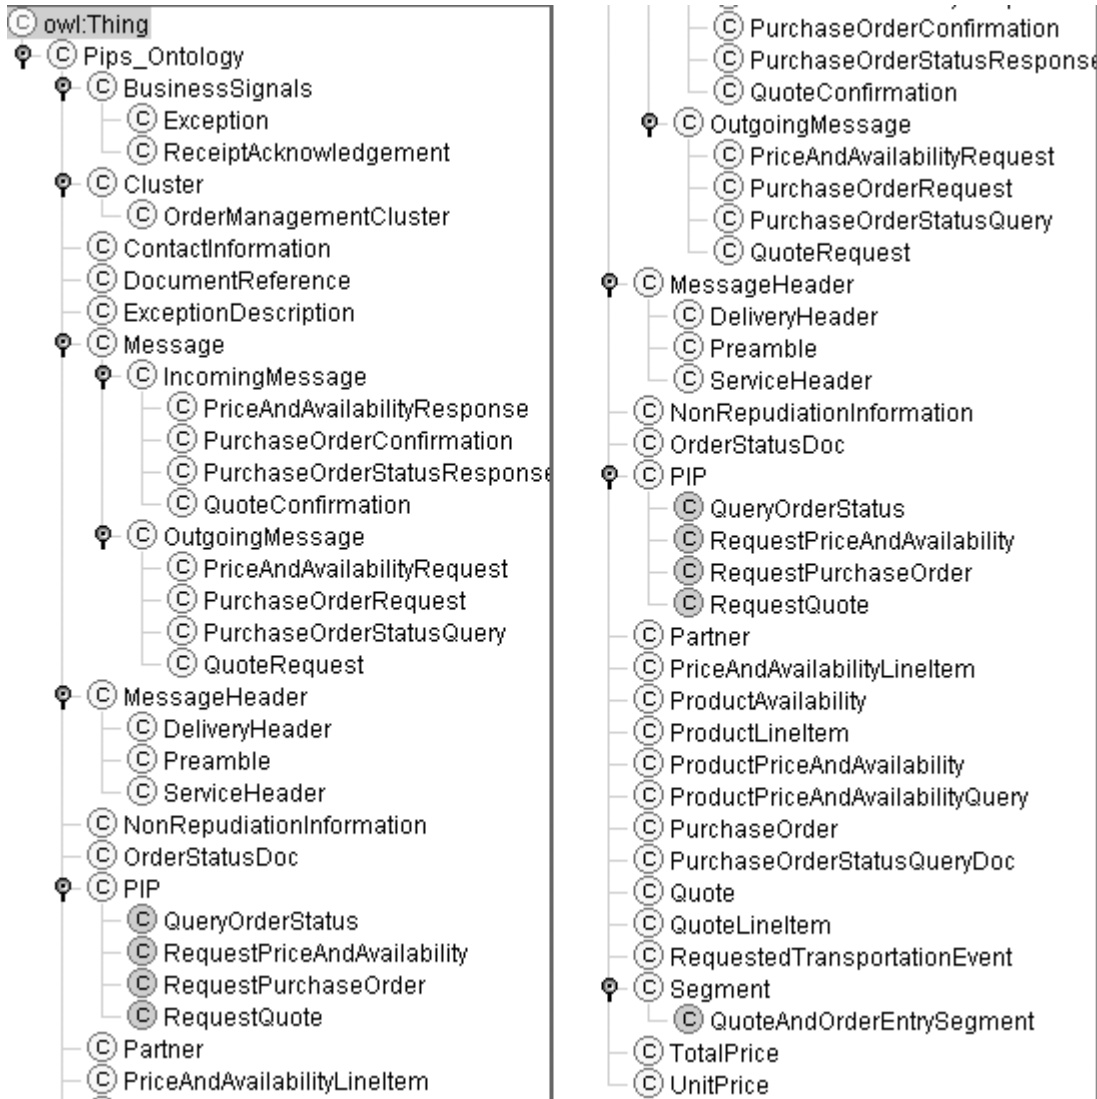 C owl:Thing
C Pips_Ontology
C BusinessSignals
C Exception
C ReceiptAcknowledgement
C Cluster
C OrderManagementCluster
C ContactInformation
C DocumentReference
C ExceptionDescription
C Message
C IncomingMessage
C PriceAndAvailabilityResponse
C PurchaseOrderConfirmation
C PurchaseOrderStatusResponse
C QuoteConfirmation
C OutgoingMessage
C PriceAndAvailabilityRequest
C PurchaseOrderRequest
C PurchaseOrderStatusQuery
C QuoteRequest
C MessageHeader
C DeliveryHeader
C Preamble
C ServiceHeader
C NonRepudiationInformation
C OrderStatusDoc
C PIP
C QueryOrderStatus
C RequestPriceAndAvailability
C RequestPurchaseOrder
C RequestQuote
C Partner
C PriceAndAvailabilityLineItem
C PurchaseOrderConfirmation
C PurchaseOrderStatusResponse
C QuoteConfirmation
C OutgoingMessage
C PriceAndAvailabilityRequest
C PurchaseOrderRequest
C PurchaseOrderStatusQuery
C QuoteRequest
C MessageHeader
C DeliveryHeader
C Preamble
C ServiceHeader
C NonRepudiationInformation
C OrderStatusDoc
C PIP
C QueryOrderStatus
C RequestPriceAndAvailability
C RequestPurchaseOrder
C RequestQuote
C Partner
C PriceAndAvailabilityLineItem
C ProductAvailability
C ProductLineItem
C ProductPriceAndAvailability
C ProductPriceAndAvailabilityQuery
C PurchaseOrder
C PurchaseOrderStatusQueryDoc
C Quote
C QuoteLineItem
C RequestedTransportationEvent
C Segment
C QuoteAndOrderEntrySegment
C TotalPrice
C UnitPrice